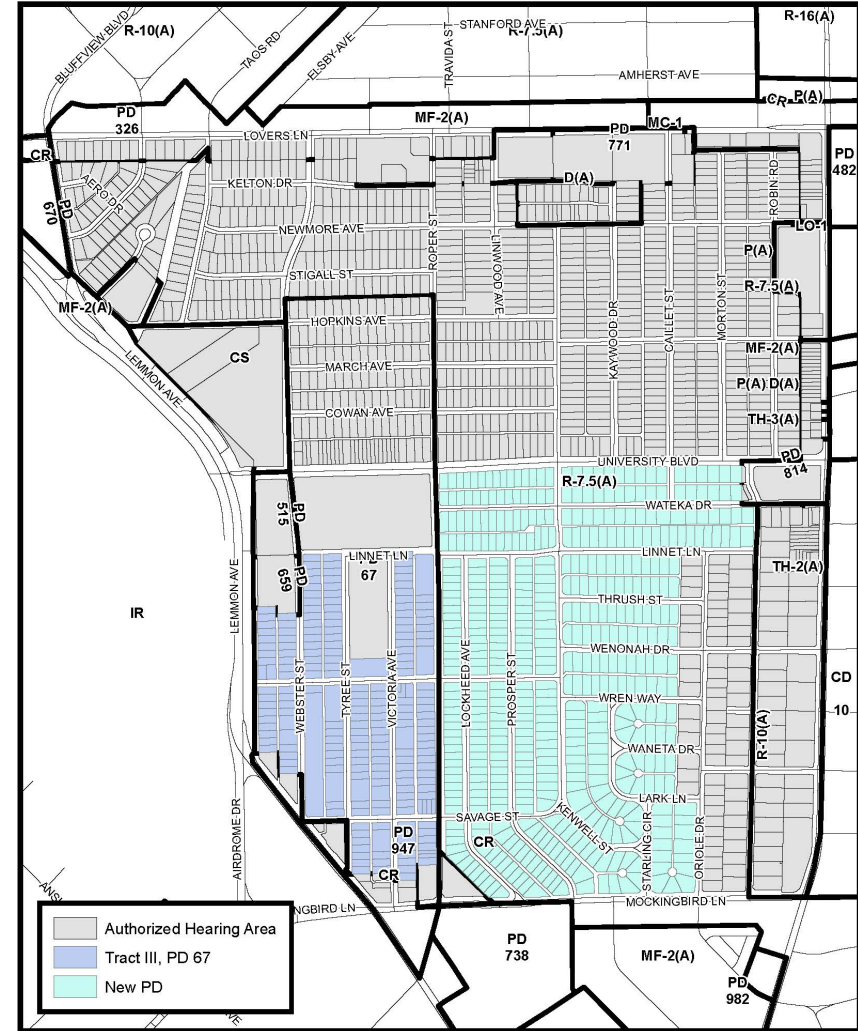 R-16(A)
STANFORD AVE
R-10(A)
R-7.5(A)
BLUFFVIEW BLVD
TAOS RD
ELSBY AVE
TRAVIDA ST
AMHERST AVE
CR
P(A)
PD
326
MF-2(A)
MC-1
PD
771
LOVERS LN
CR
PD
482
D(A)
KELTON DR
AERO DR
ROBIN RD
PD
670
NEWMORE AVE
ROPER ST
LINWOOD AVE
LO-1
P(A)
STIGALL ST
R-7.5(A)
MF-2(A)
HOPKINS AVE
KAYWOOD DR
CAILLET ST
MORTON ST
LEMMON AVE
CS
MF-2(A)
MARCH AVE
P(A)
D(A)
COWAN AVE
TH-3(A)
UNIVERSITY BLVD
PD
814
R-7.5(A)
PD
515
WATEKA DR
LINNET LN
LINNET LN
PD
659
67
TH-2(A)
LEMMON AVE
THRUSH ST
IR
WENONAH DR
WEBSTER ST
TYREE ST
VICTORIA AVE
LOCKHEED AVE
PROSPER ST
CD
10
WREN WAY
R-10(A)
WANETA DR
LARK LN
AIRDROME DR
SAVAGE ST
KENWELL ST
STARLING CIR
ORIOLE DR
PD
947
CR
CR
NGBIRD LN
MOCKINGBIRD LN
Authorized Hearing Area
Tract III, PD 67
New PD
PD
738
MF-2(A)
PD
982